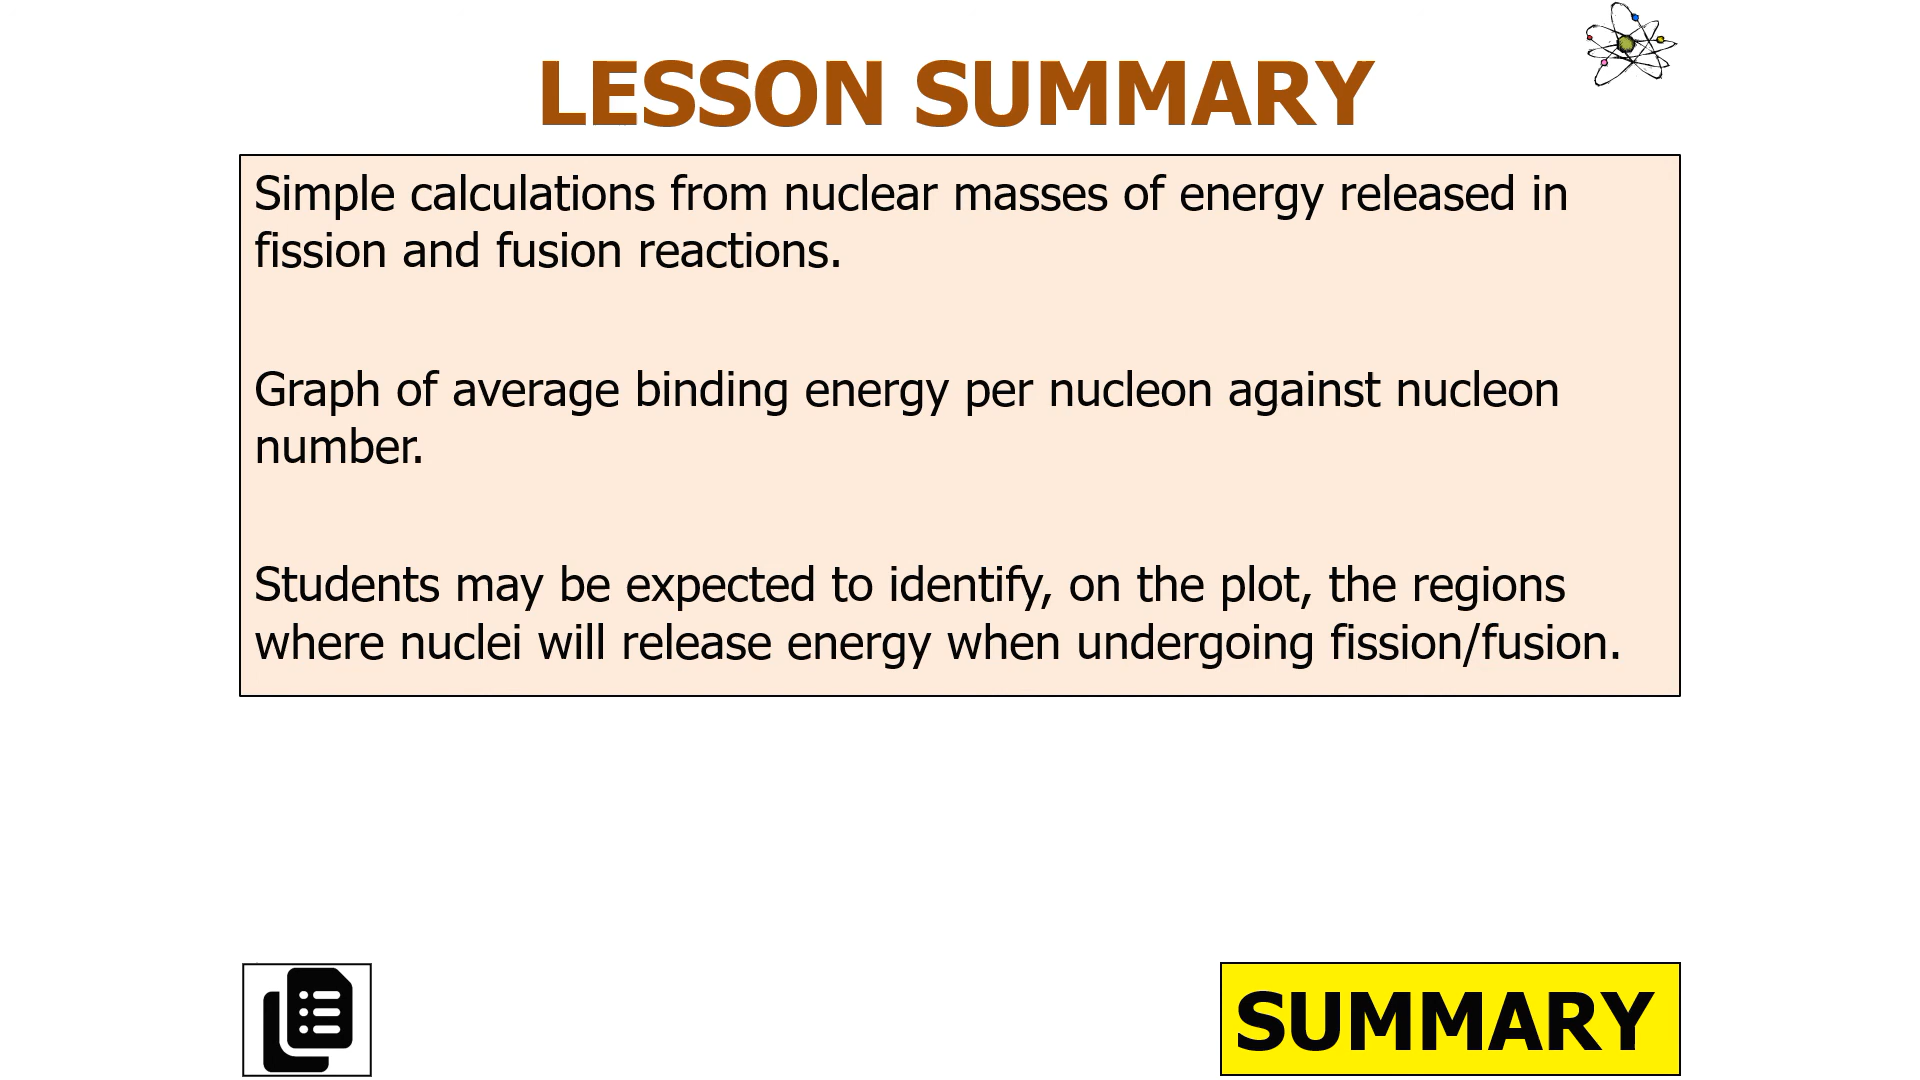 LESSON SUMMARY
Simple calculations from nuclear masses of energy released in
fission and fusion reactions.
Graph of average binding energy per nucleon against nucleon
number.
Students may be expected to identify, on the plot, the regions
where nuclei will release energy when undergoing fission/fusion.
SUMMARY